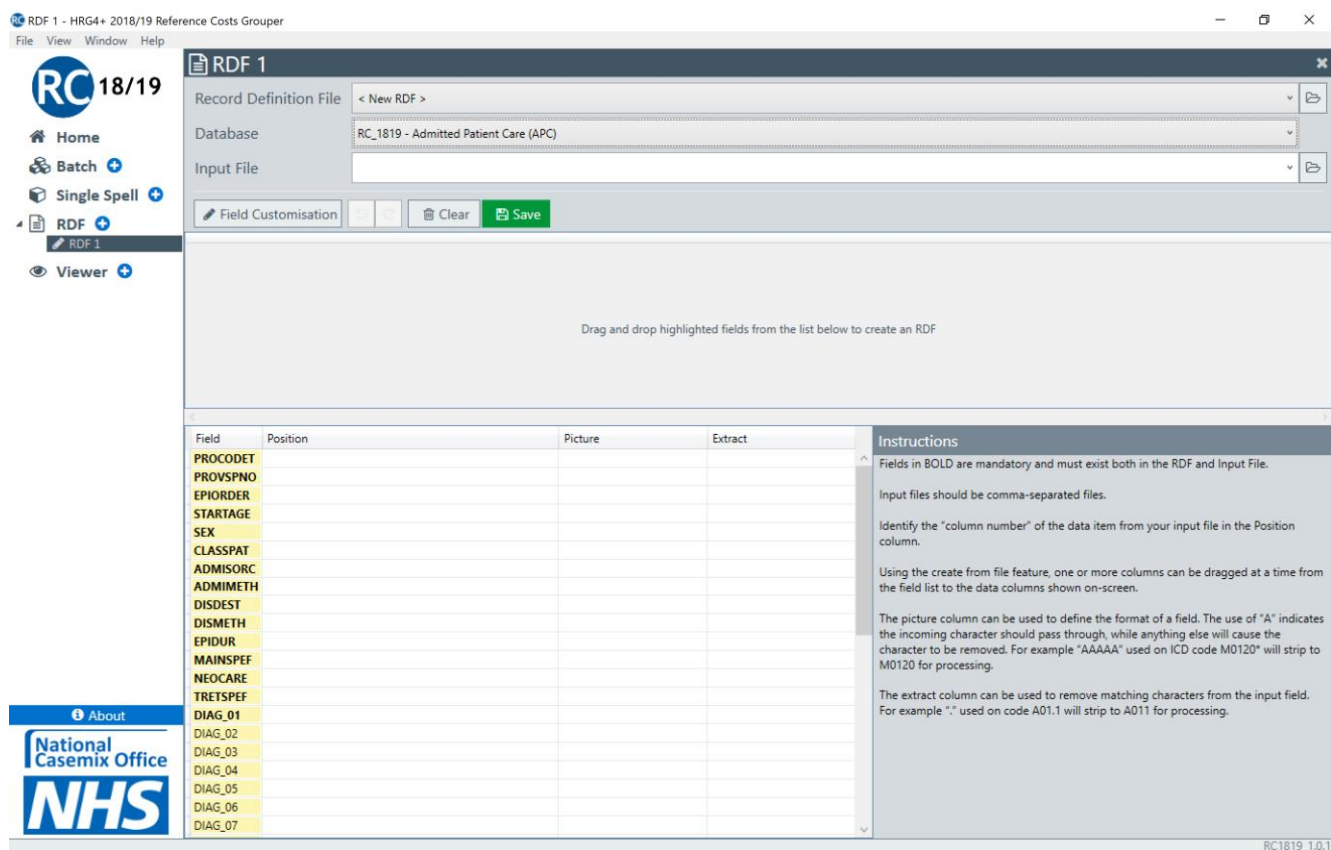 RDF 1 - HRG4+ 2018/19 Reference Costs Grouper
File View Window Help
RC 18/19
Home
Batch
Single Spell
RDF
RDF 1
Viewer
RDF 1
Record Definition File < New RDF >
Database RC_1819 - Admitted Patient Care (APC)
Input File
Field Customisation Clear Save
Drag and drop highlighted fields from the list below to create an RDF
Field Position Picture Extract
PROCODET
PROVSPNO
EPIORDER
STARTAGE
SEX
CLASSPAT
ADMISORC
ADMIMETH
DISDEST
DISMETH
EPIDUR
MAINSPEF
NEOCARE
TRETSPEF
DIAG_01
DIAG_02
DIAG_03
DIAG_04
DIAG_05
DIAG_06
DIAG_07
Instructions
Fields in BOLD are mandatory and must exist both in the RDF and Input File.
Input files should be comma-separated files.
Identify the "column number" of the data item from your input file in the Position
column.
Using the create from file feature, one or more columns can be dragged at a time from
the field list to the data columns shown on-screen.
The picture column can be used to define the format of a field. The use of "A" indicates
the incoming character should pass through, while anything else will cause the
character to be removed. For example "AAAAA" used on ICD code M0120* will strip to
M0120 for processing.
The extract column can be used to remove matching characters from the input field.
For example "." used on code A01.1 will strip to A011 for processing.
About
National
Casemix Office
NHS
RC1819_1.0.1